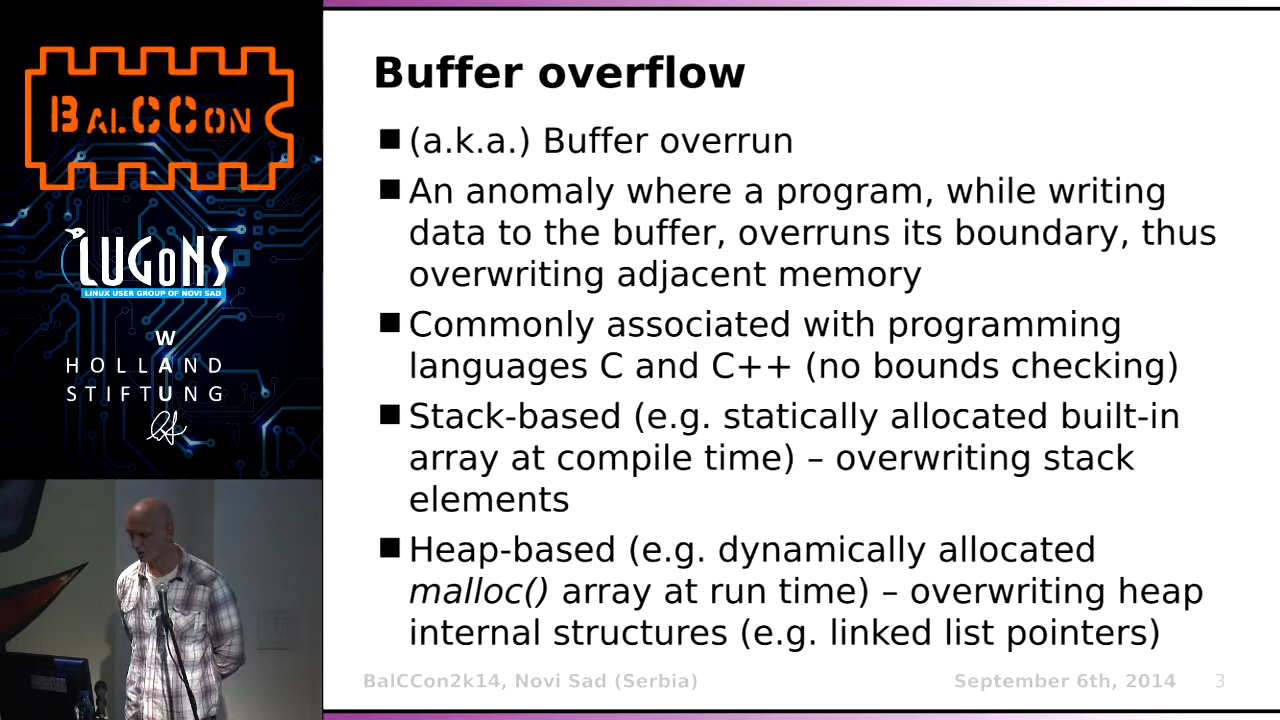 BALCCON
LUGONS
LINUX USER GROUP OF NOVI SAD
W
HOLLAND
STIFTUNG
Buffer overflow
(a.k.a.) Buffer overrun
An anomaly where a program, while writing
data to the buffer, overruns its boundary, thus
overwriting adjacent memory
Commonly associated with programming
languages C and C++ (no bounds checking)
Stack-based (e.g. statically allocated built-in
array at compile time) – overwriting stack
elements
Heap-based (e.g. dynamically allocated
malloc() array at run time) – overwriting heap
internal structures (e.g. linked list pointers)
BalCCon2k14, Novi Sad (Serbia) September 6th, 2014 3